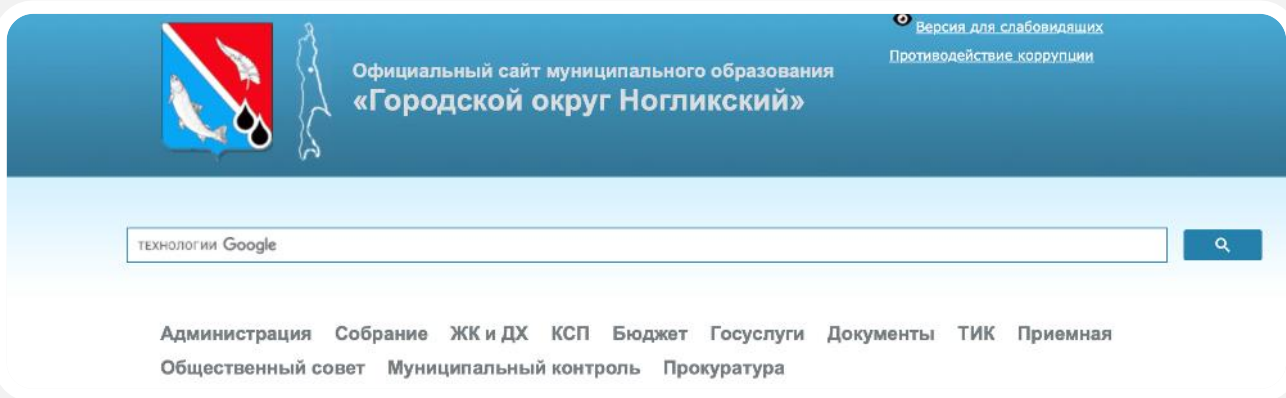 Версия для слабовидящих
Противодействие коррупции
Официальный сайт муниципального образования
«Городской округ Ногликский»
технологии Google
Администрация Собрание ЖК и ДХ КСП Бюджет Госуслуги Документы ТИК Приемная
Общественный совет Муниципальный контроль Прокуратура